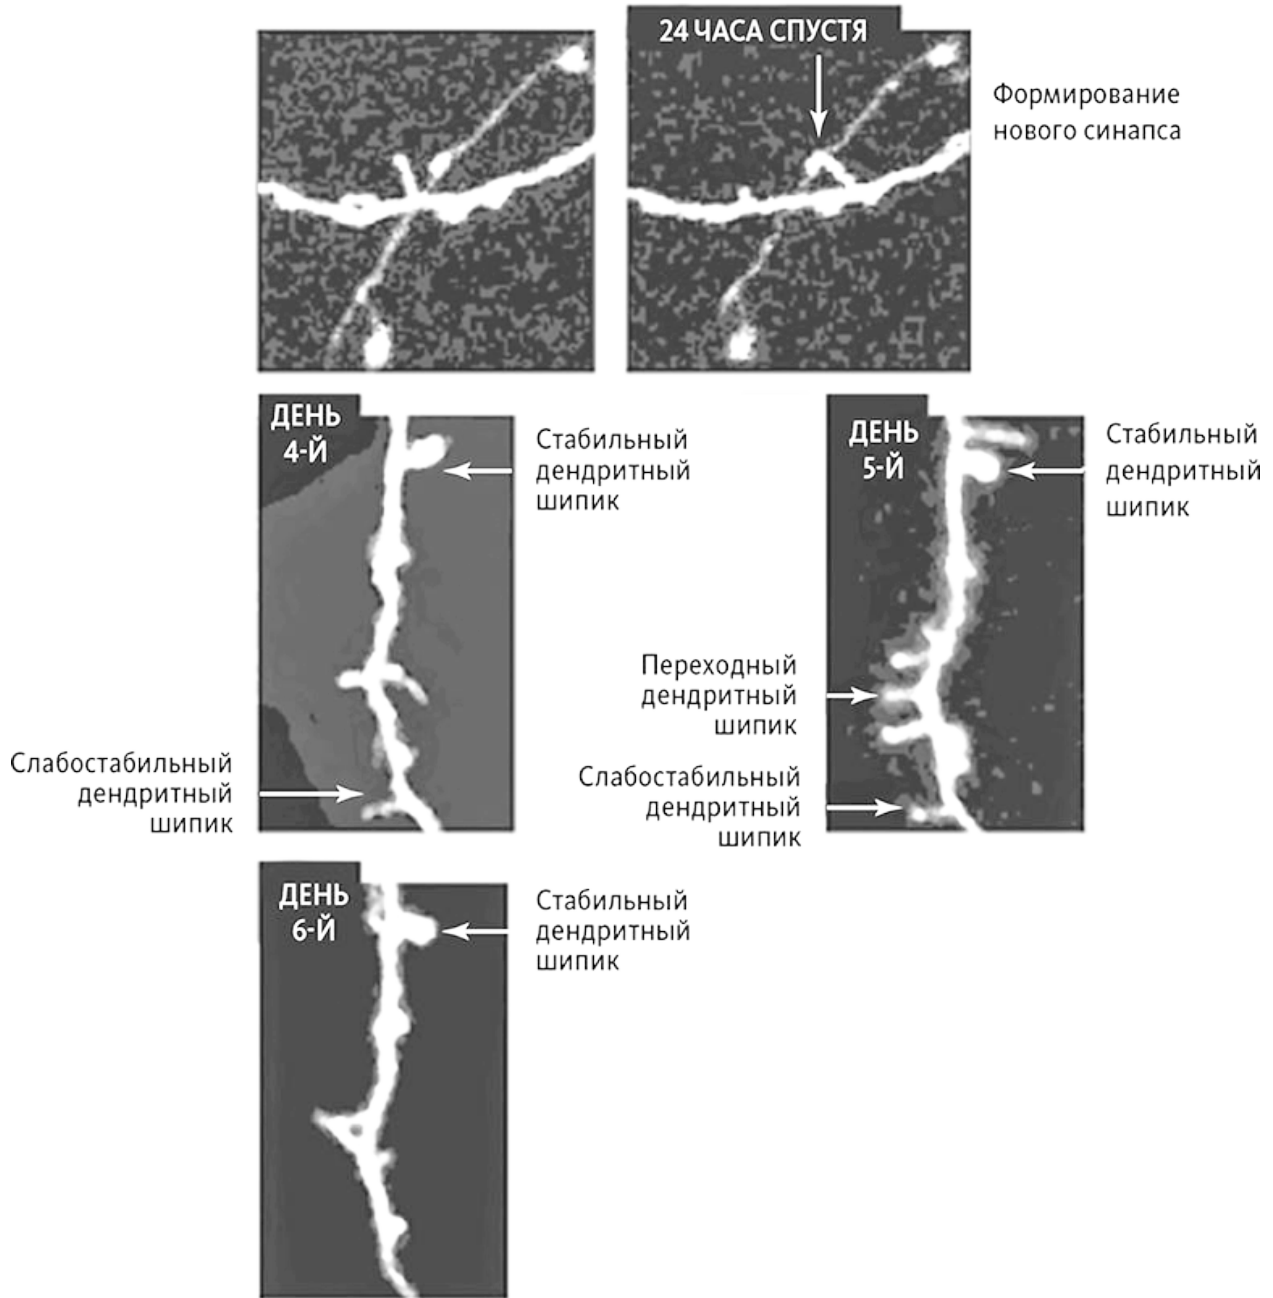 24 ЧАСА СПУСТЯ
Формирование
нового синапса
ДЕНЬ
4-Й
Стабильный
дендритный
шипик
Слабостабильный
дендритный
шипик
ДЕНЬ
5-Й
Стабильный
дендритный
шипик
Переходный
дендритный
шипик
Слабостабильный
дендритный
шипик
ДЕНЬ
6-Й
Стабильный
дендритный
шипик